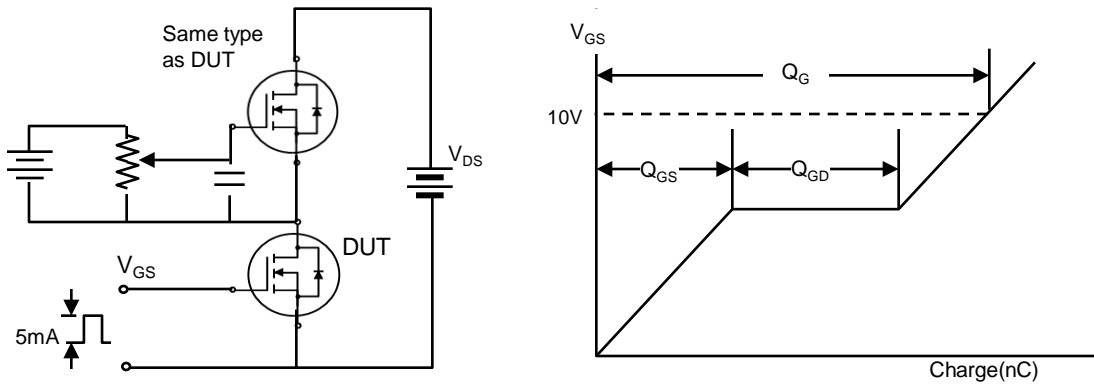 Same type
as DUT
V_DS
DUT
V_GS
5mA
V_GS
Q_G
10V
Q_GS
Q_GD
Charge(nC)